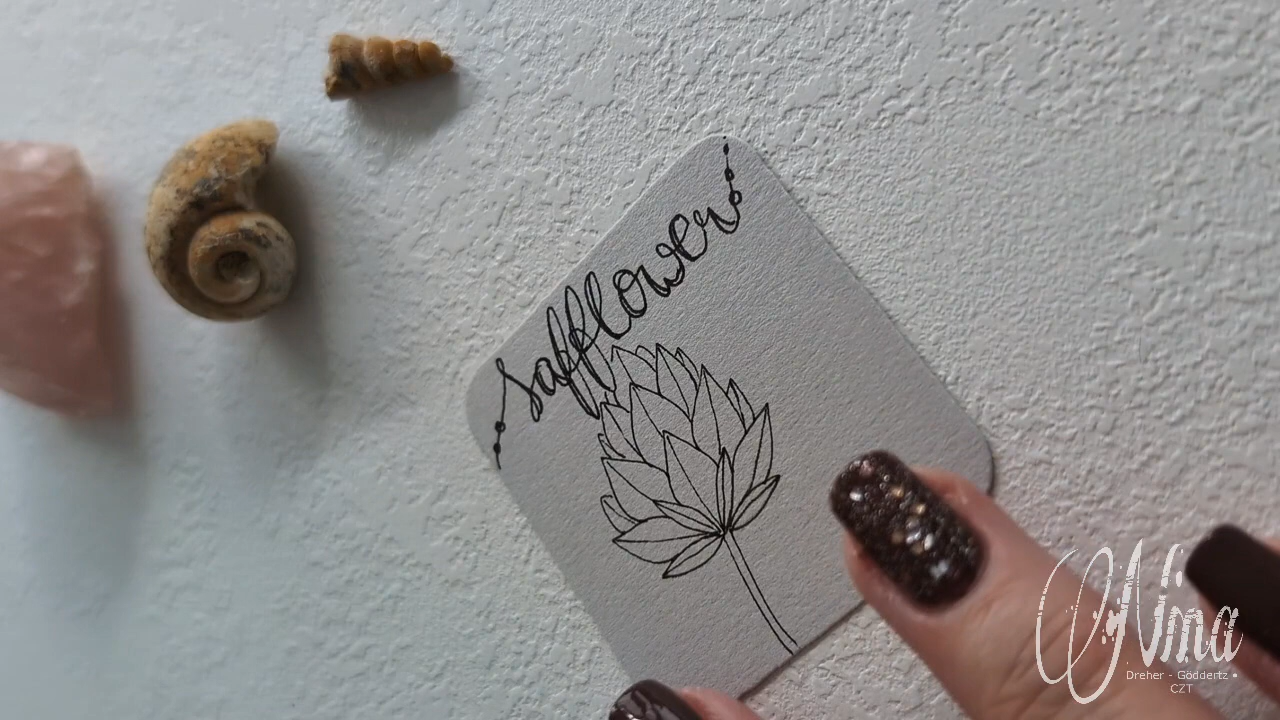 safflower
Nina
Dreher - Göddertz •
CZT